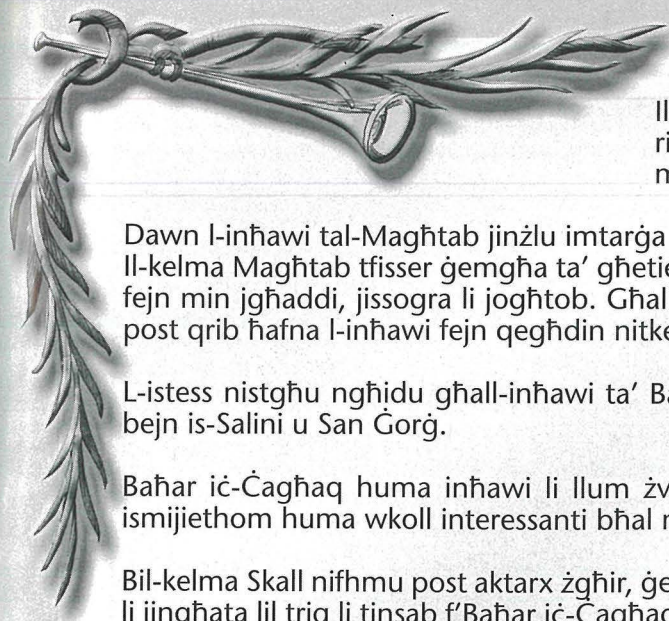 Il
ri
m
Dawn l-inħawi tal-Magħtab jinżlu imtarġa
Il-kelma Magħtab tfisser ġemgħa ta' għetie
fejn min jgħaddi, jissogra li jogħtob. Għal
post qrib ħafna l-inħawi fejn qegħdin nitke
L-istess nistgħu ngħidu għall-inħawi ta' Ba
bejn is-Salini u San Ġorġ.
Baħar iċ-Ċagħaq huma inħawi li llum żv
ismijiethom huma wkoll interessanti bħal
Bil-kelma Skall nifhmu post aktarx żgħir, ġe
li jingħata lil triq li tinsab f'Baħar iċ-Ċagħaq